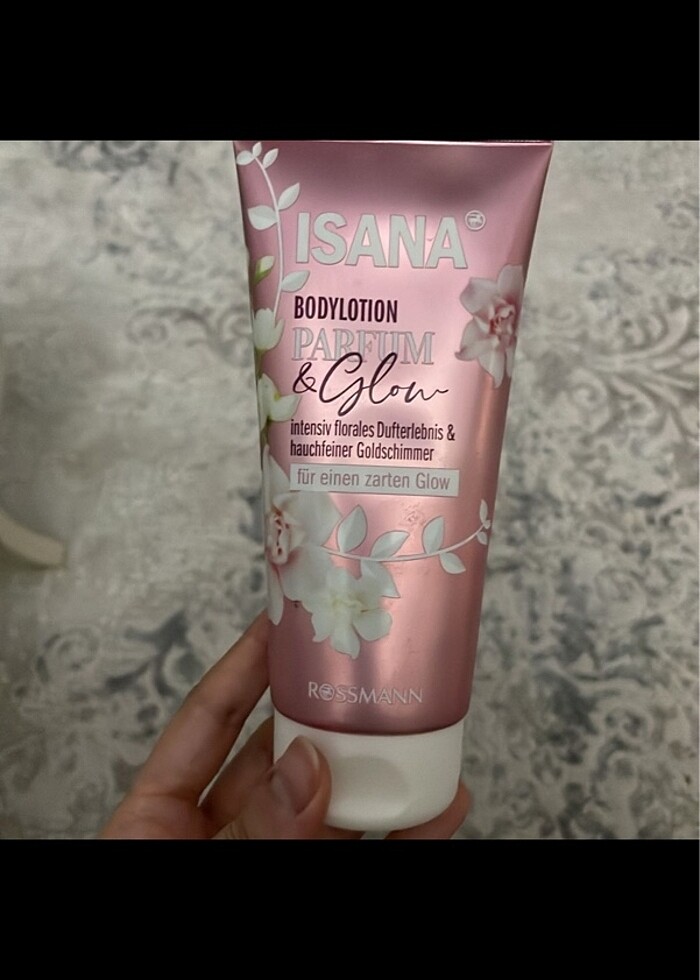 ISANA
BODYLOTION
PARFUM
& Glow
intensiv florales Dufterlebnis &
hauchfeiner Goldschimmer
für einen zarten Glow
ROSSMANN